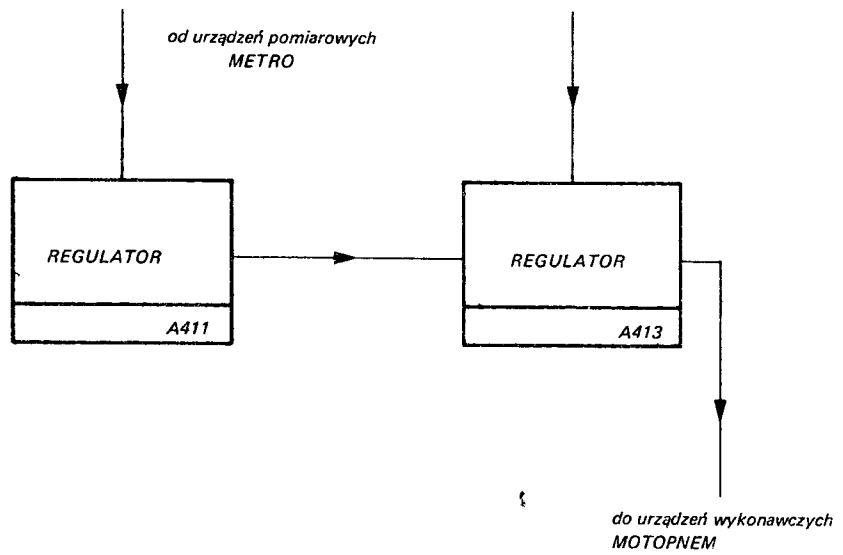 od urządzeń pomiarowych
METRO
REGULATOR
A411
REGULATOR
A413
do urządzeń wykonawczych
MOTOPNEM